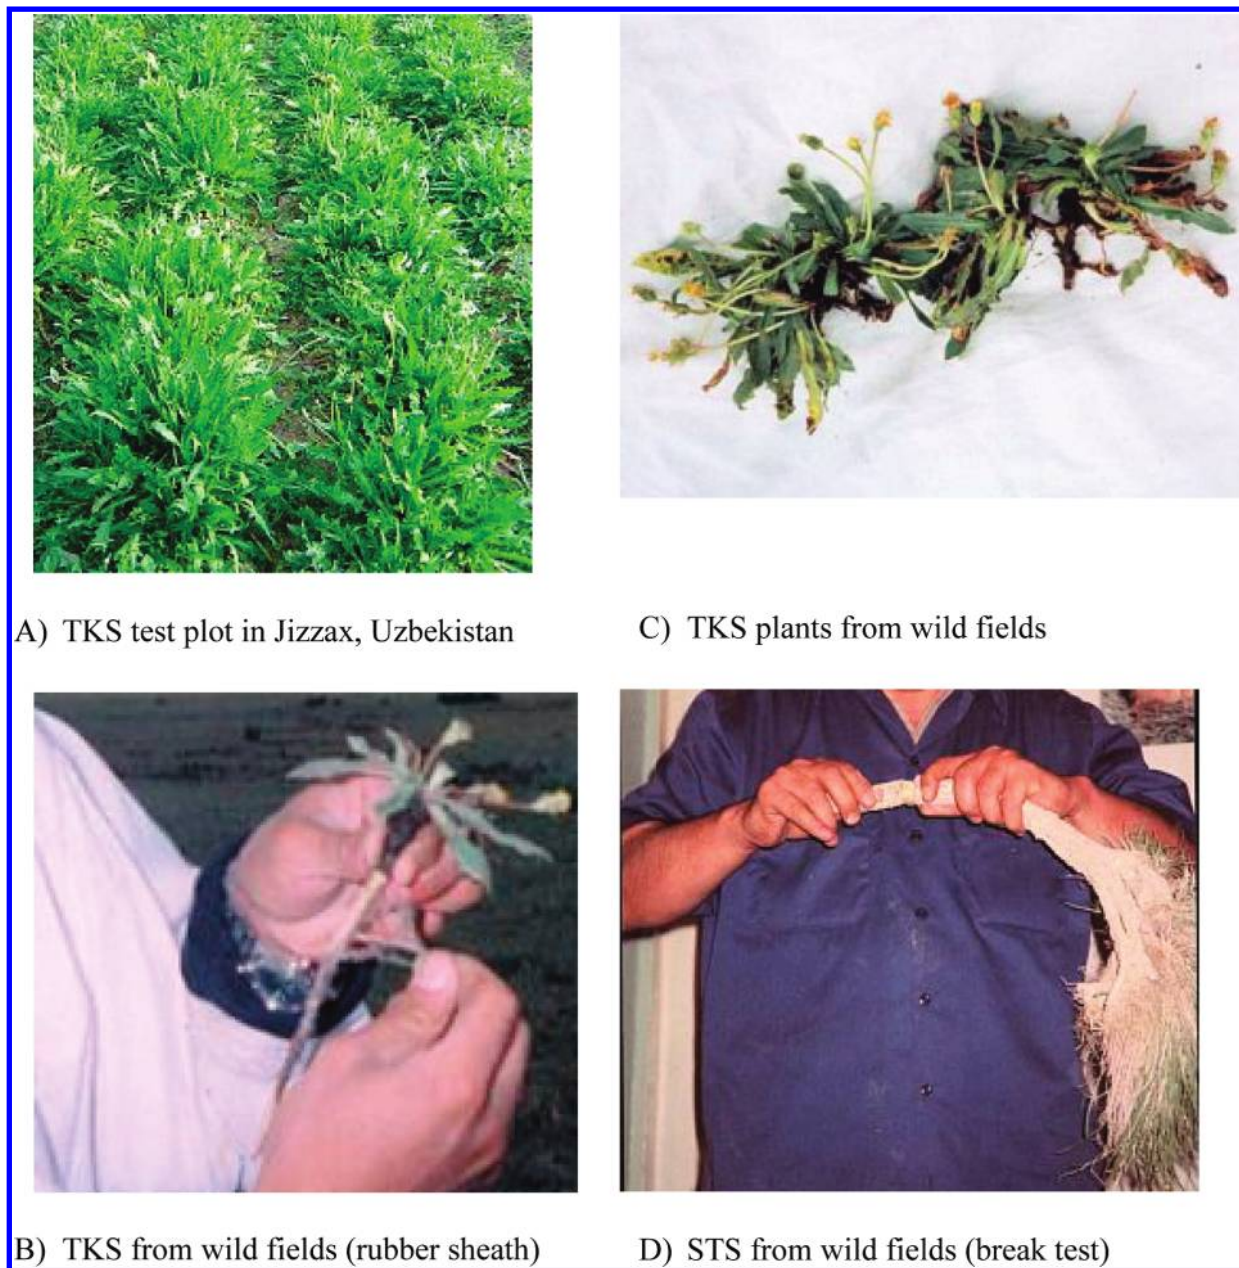 A) TKS test plot in Jizzax, Uzbekistan
C) TKS plants from wild fields
B) TKS from wild fields (rubber sheath)
D) STS from wild fields (break test)